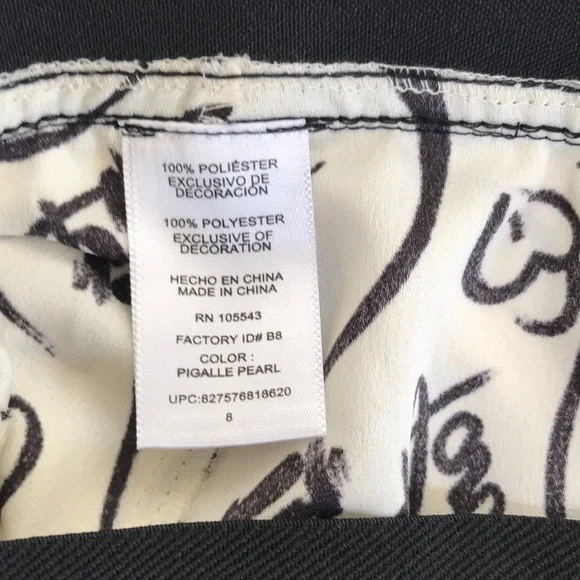 100% POLIÉSTER
EXCLUSIVO DE
DECORACIÓN
100% POLYESTER
EXCLUSIVE OF
DECORATION
HECHO EN CHINA
MADE IN CHINA
RN 105543
FACTORY ID# B8
COLOR :
PIGALLE PEARL
UPC:827576818620
8